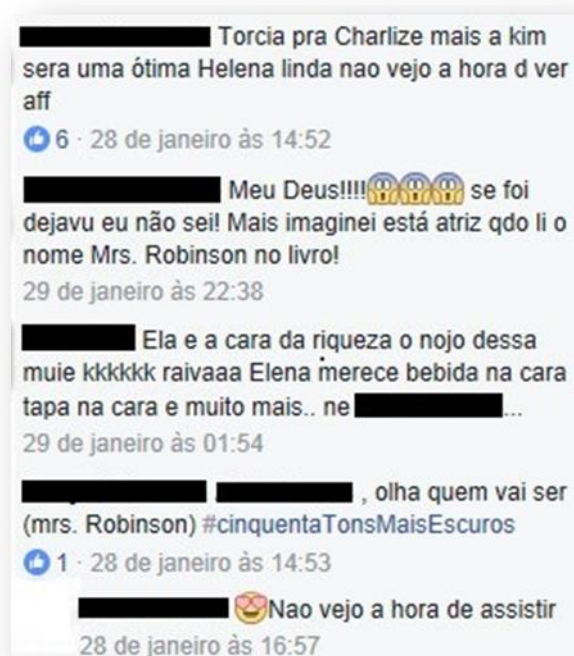 Torcia pra Charlize mais a kim
sera uma ótima Helena linda nao vejo a hora d ver
aff
6 · 28 de janeiro às 14:52
Meu Deus!!!!😱😱😱 se foi
dejavu eu não sei! Mais imaginei está atriz qdo li o
nome Mrs. Robinson no livro!
29 de janeiro às 22:38
Ela e a cara da riqueza o nojo dessa
muie kkkkkk raivaaa Elena merece bebida na cara
tapa na cara e muito mais.. ne ...
29 de janeiro às 01:54
, olha quem vai ser
(mrs. Robinson) #cinquentaTonsMaisEscuros
1 · 28 de janeiro às 14:53
😍Nao vejo a hora de assistir
28 de janeiro às 16:57